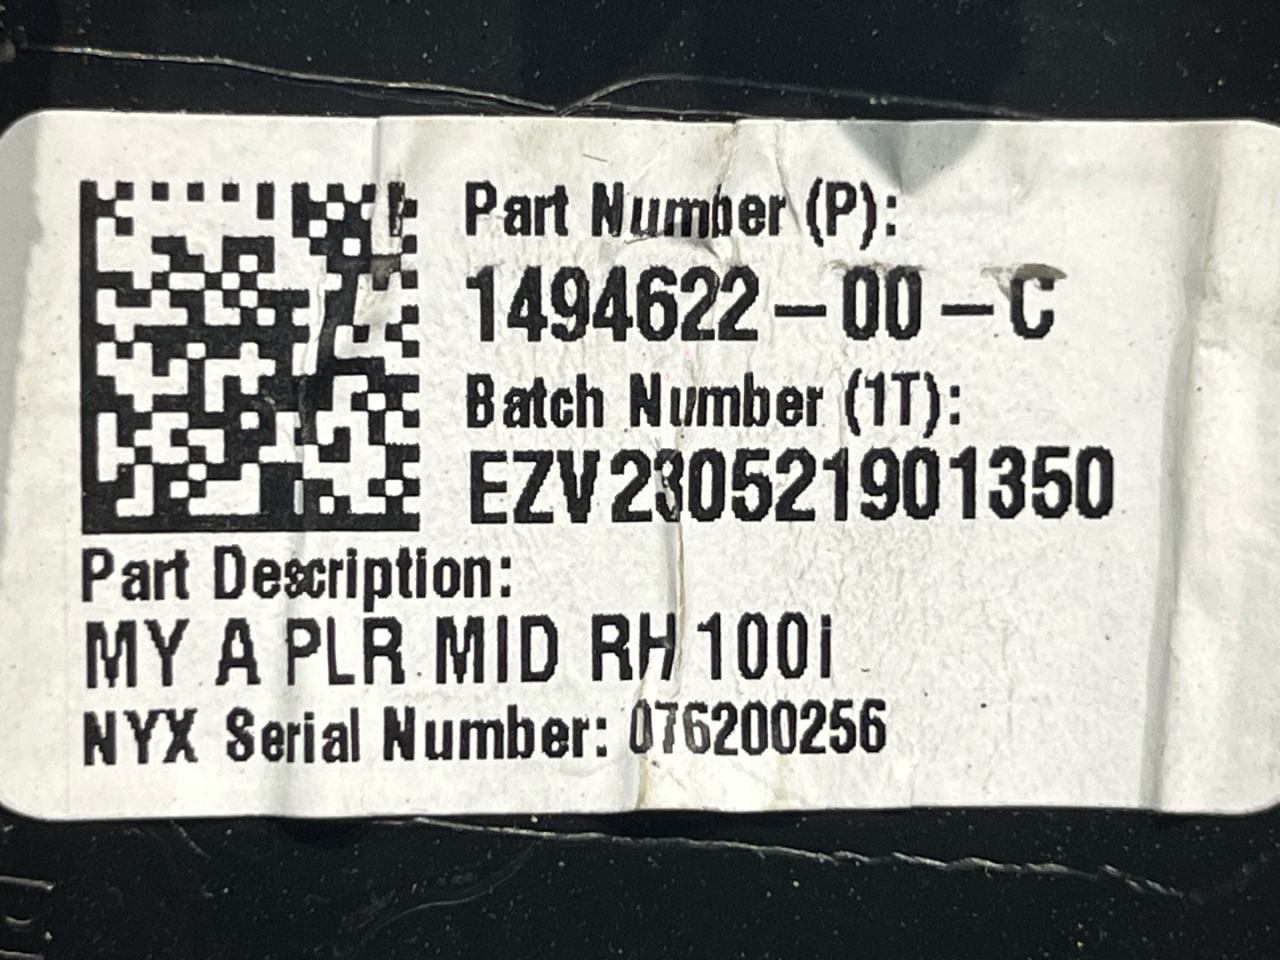 Part Number (P):
1494622-00-C
Batch Number (1T):
EZV230521901350
Part Description:
MY A PLR MID RH 100i
NYX Serial Number: 076200256